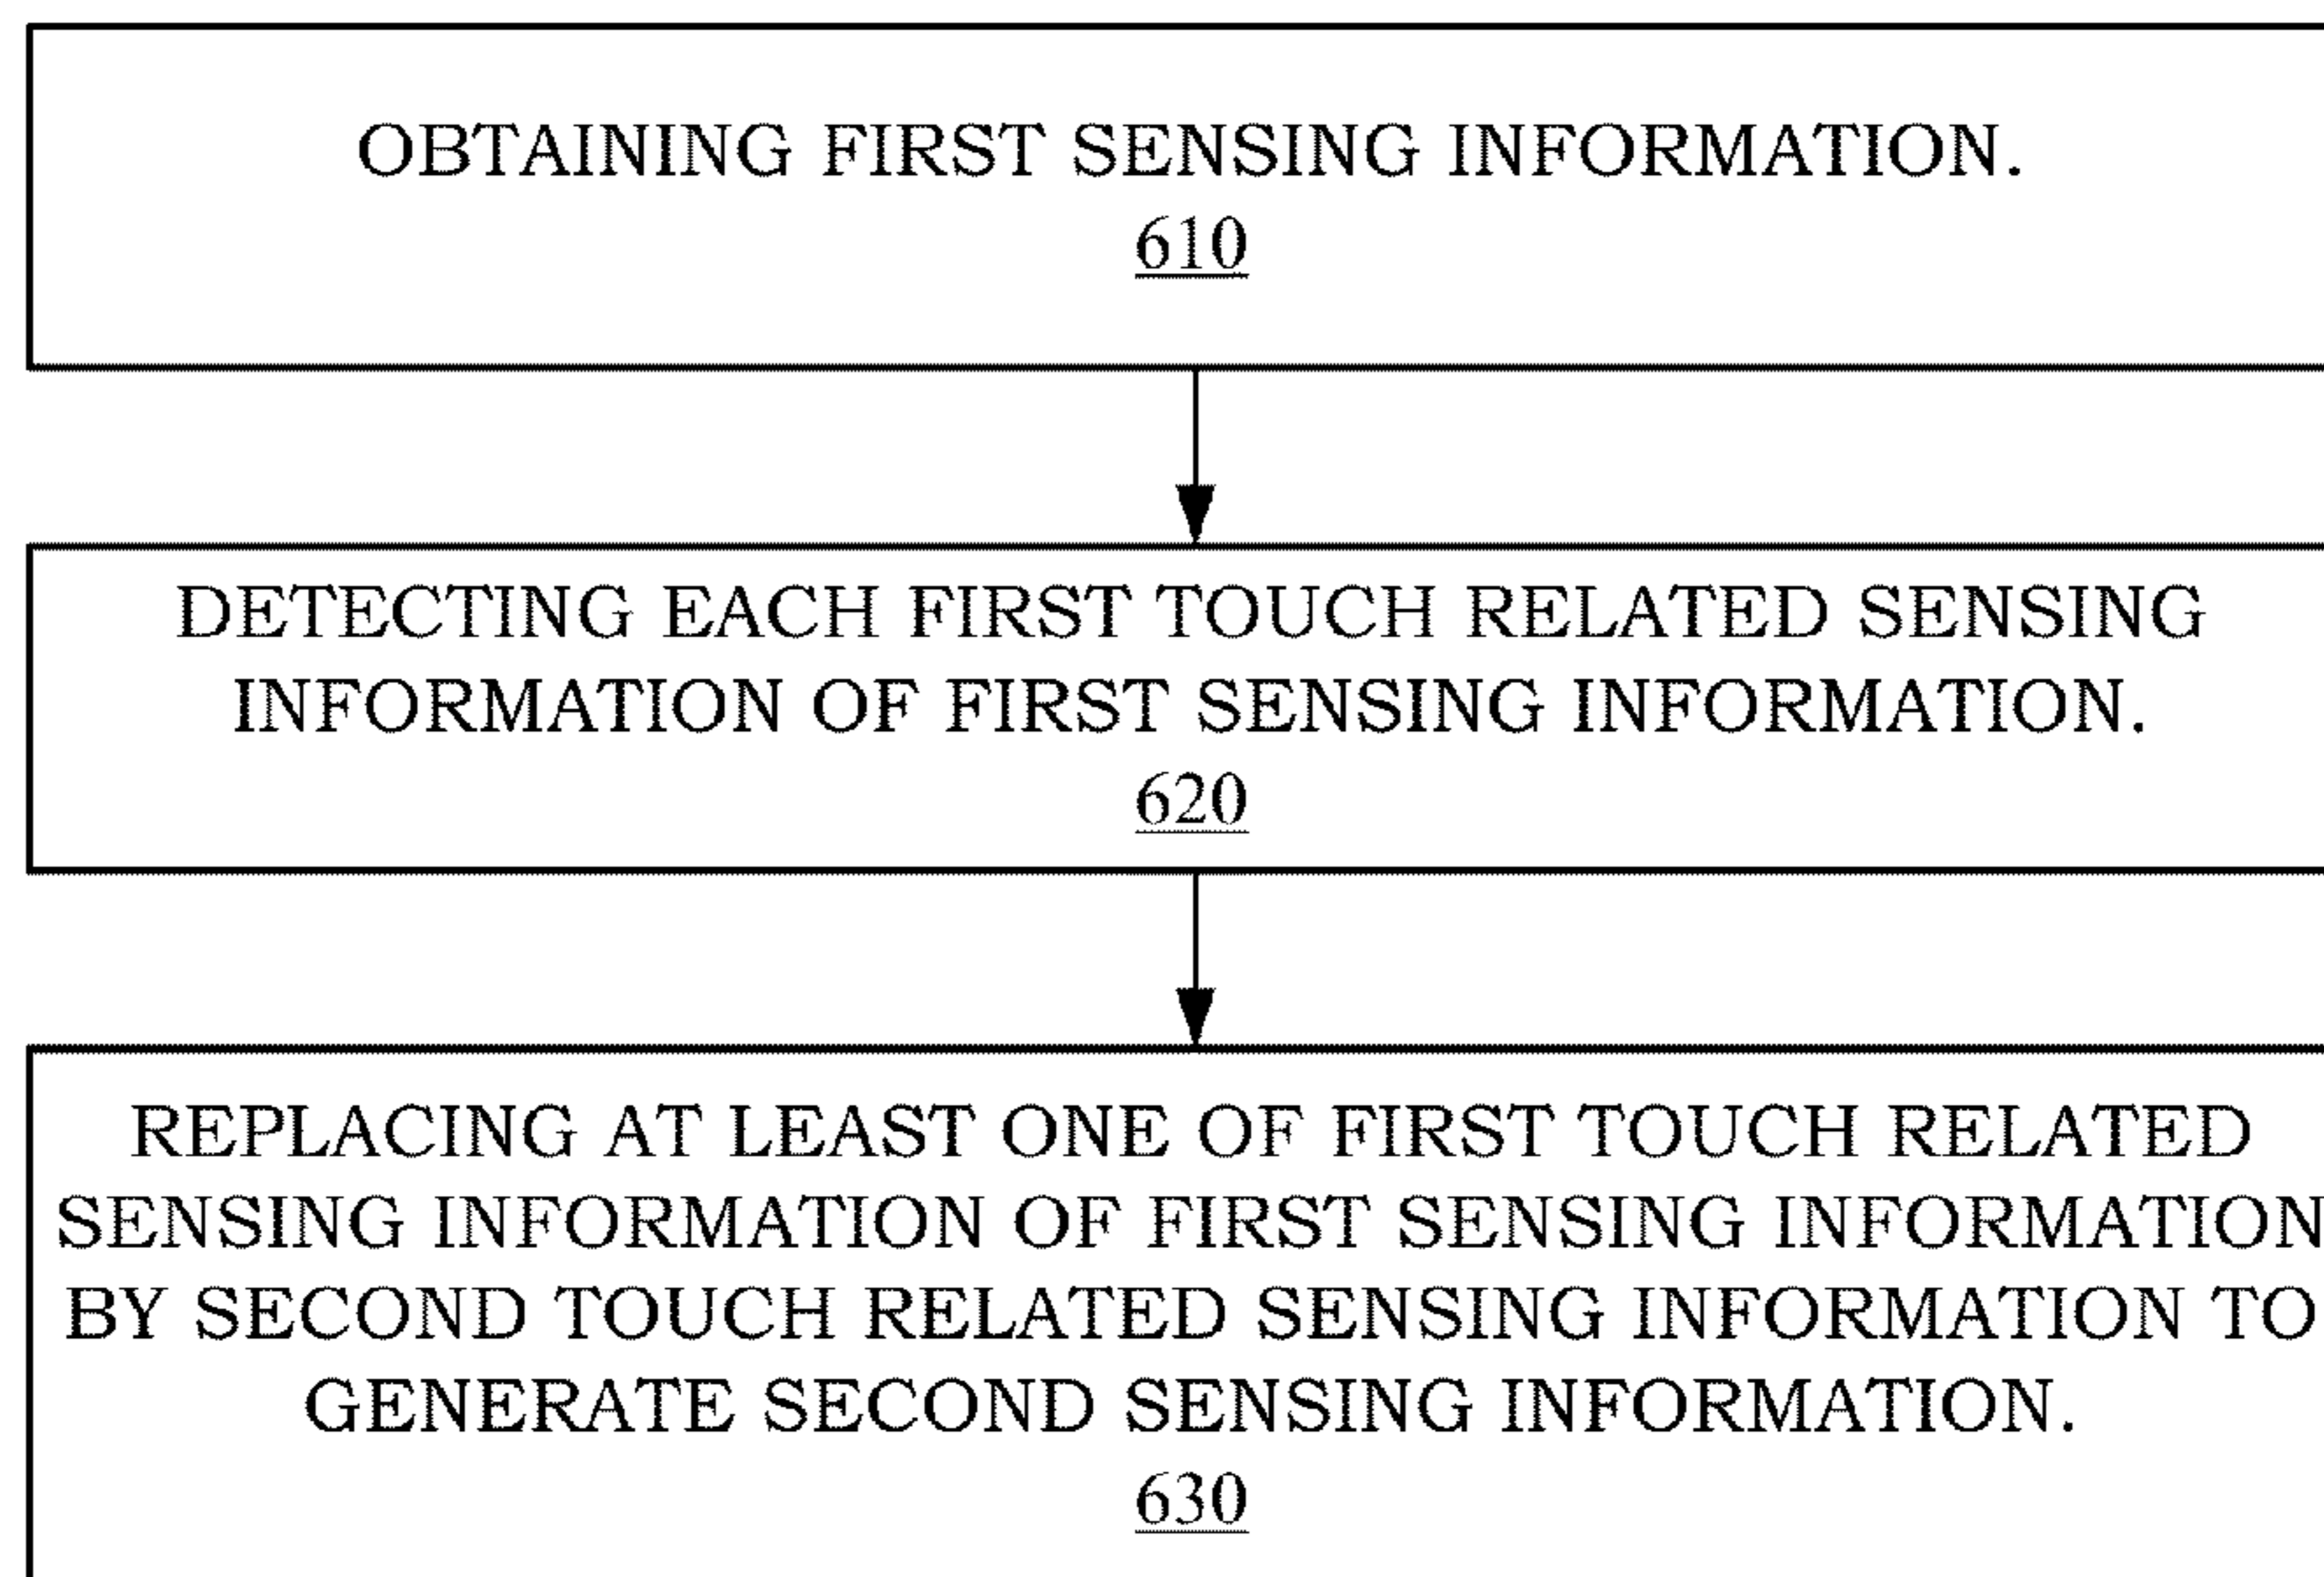 OBTAINING FIRST SENSING INFORMATION.
610
DETECTING EACH FIRST TOUCH RELATED SENSING
INFORMATION OF FIRST SENSING INFORMATION.
620
REPLACING AT LEAST ONE OF FIRST TOUCH RELATED
SENSING INFORMATION OF FIRST SENSING INFORMATION
BY SECOND TOUCH RELATED SENSING INFORMATION TO
GENERATE SECOND SENSING INFORMATION.
630